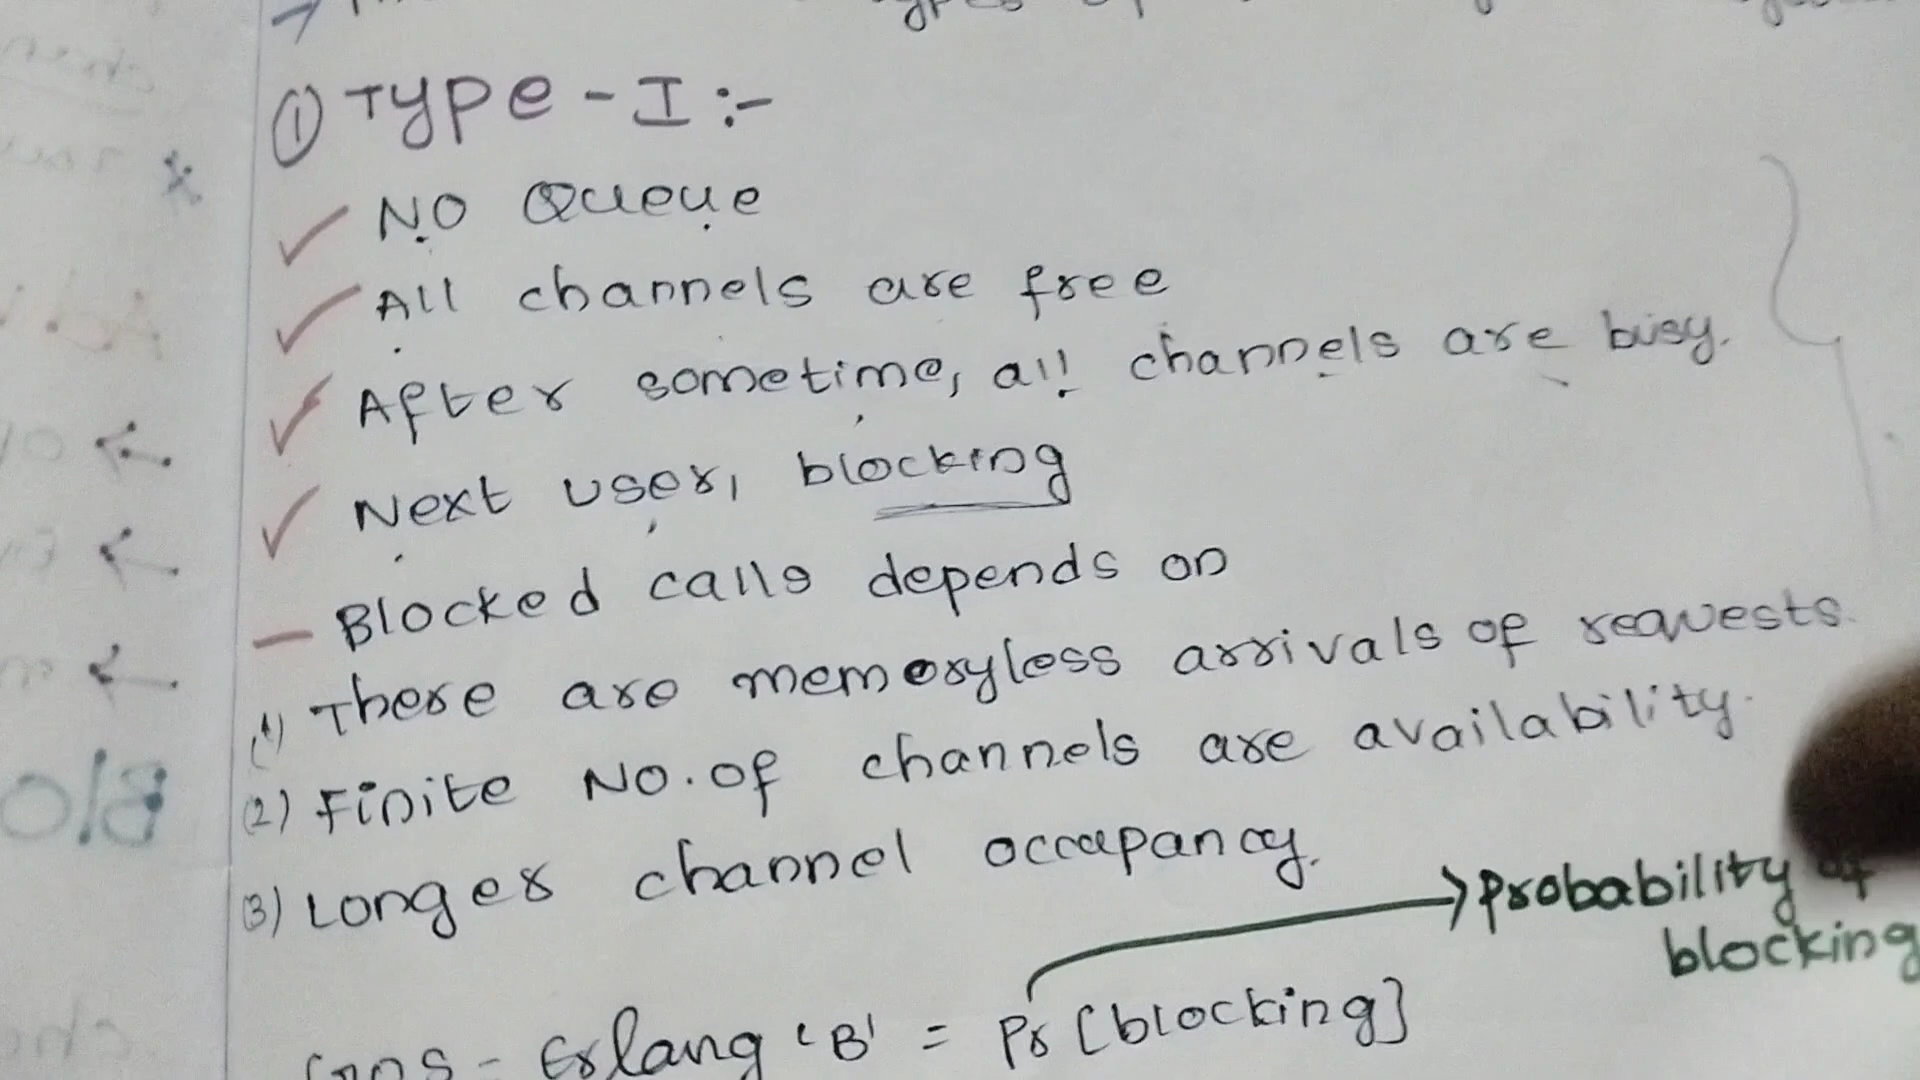 ① Type - I :-
NO Queue
All channels are free
After sometime, all channels are busy.
Next user, blocking
- Blocked calls depends on
(1) There are memoryless arrivals of requests.
(2) Finite No. of channels are availability.
(3) Longer channel occupancy.
→ probability of
blocking
Erlang 'B' = Pr [blocking]